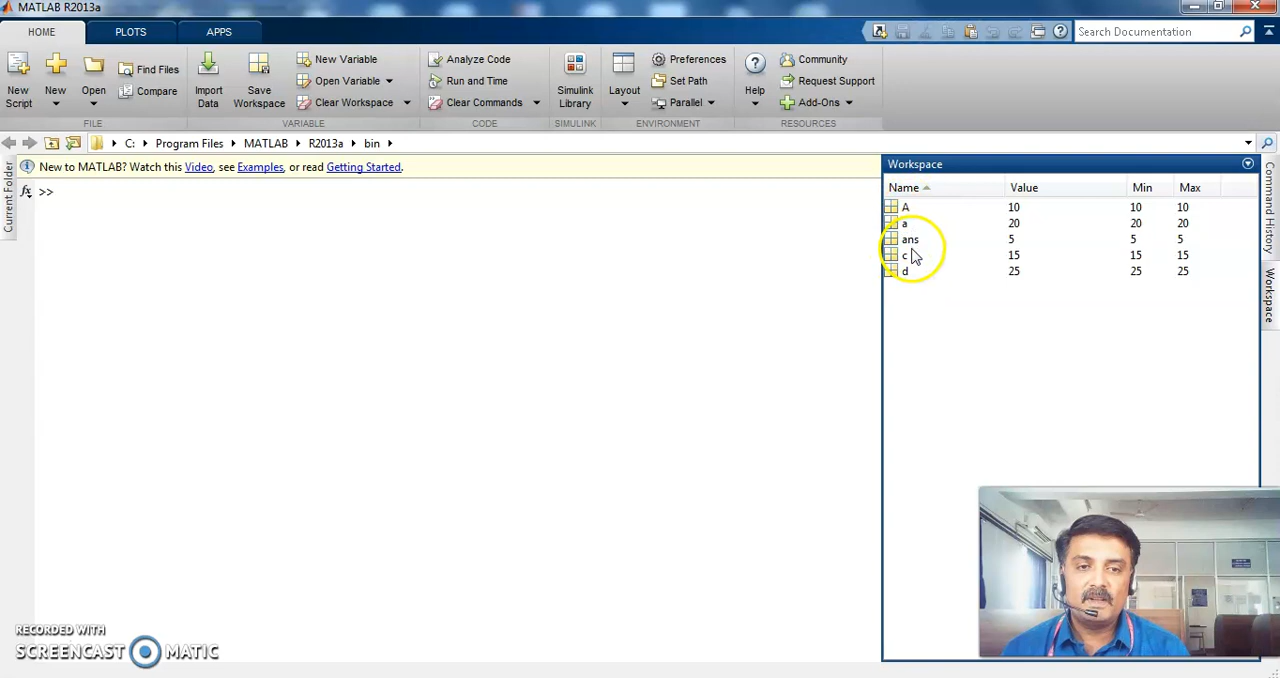 MATLAB R2013a
HOME PLOTS APPS
Search Documentation
New Script
New
Open
Find Files
Compare
Import Data
Save Workspace
New Variable
Open Variable
Clear Workspace
Analyze Code
Run and Time
Clear Commands
Simulink Library
Layout
Preferences
Set Path
Parallel
Help
Community
Request Support
Add-Ons
FILE VARIABLE CODE SIMULINK ENVIRONMENT RESOURCES
C: Program Files MATLAB R2013a bin
Current Folder
New to MATLAB? Watch this Video, see Examples, or read Getting Started.
fx >>
Workspace
Name Value Min Max
A 10 10 10
a 20 20 20
ans 5 5 5
c 15 15 15
d 25 25 25
Command History
Workspace
RECORDED WITH
SCREENCAST MATIC